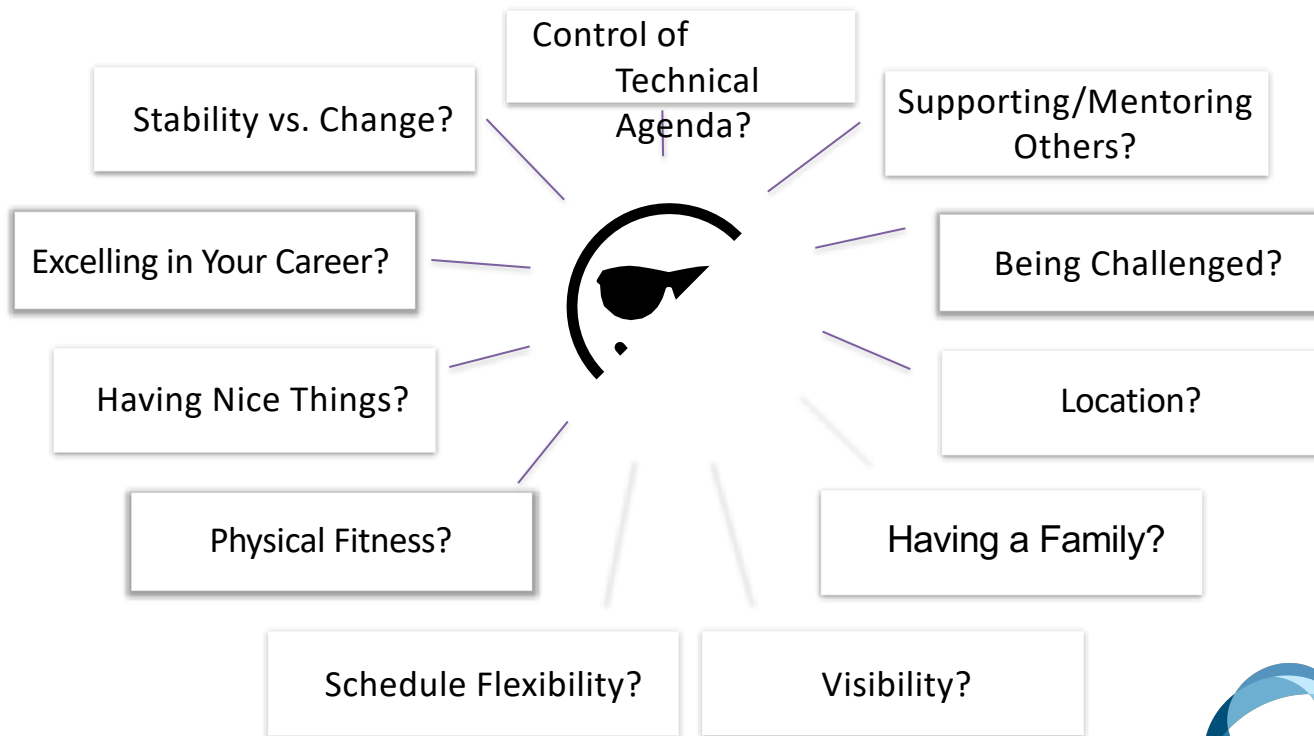 Control of
Technical
Agenda?
Stability vs. Change?
Supporting/Mentoring
Others?
Excelling in Your Career?
Being Challenged?
Having Nice Things?
Location?
Physical Fitness?
Having a Family?
Schedule Flexibility?
Visibility?